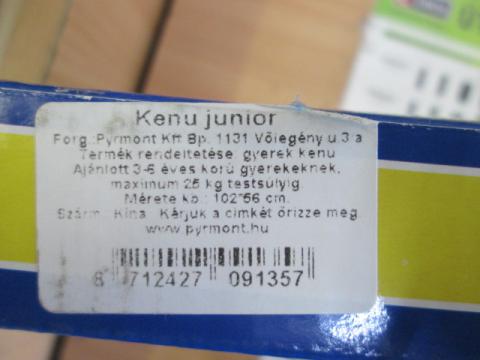 Kenu junior
Forg.:Pyrmont Kft Bp. 1131 Vőlegény u.3.a
Termék rendeltetése: gyerek kenu
Ajánlott 3-6 éves korú gyerekeknek,
maximum 25 kg testsúlyig.
Mérete kb.: 102*56 cm.
Szárm.: Kína Kérjük a címkét őrizze meg.
www.pyrmont.hu
8 712427 091357